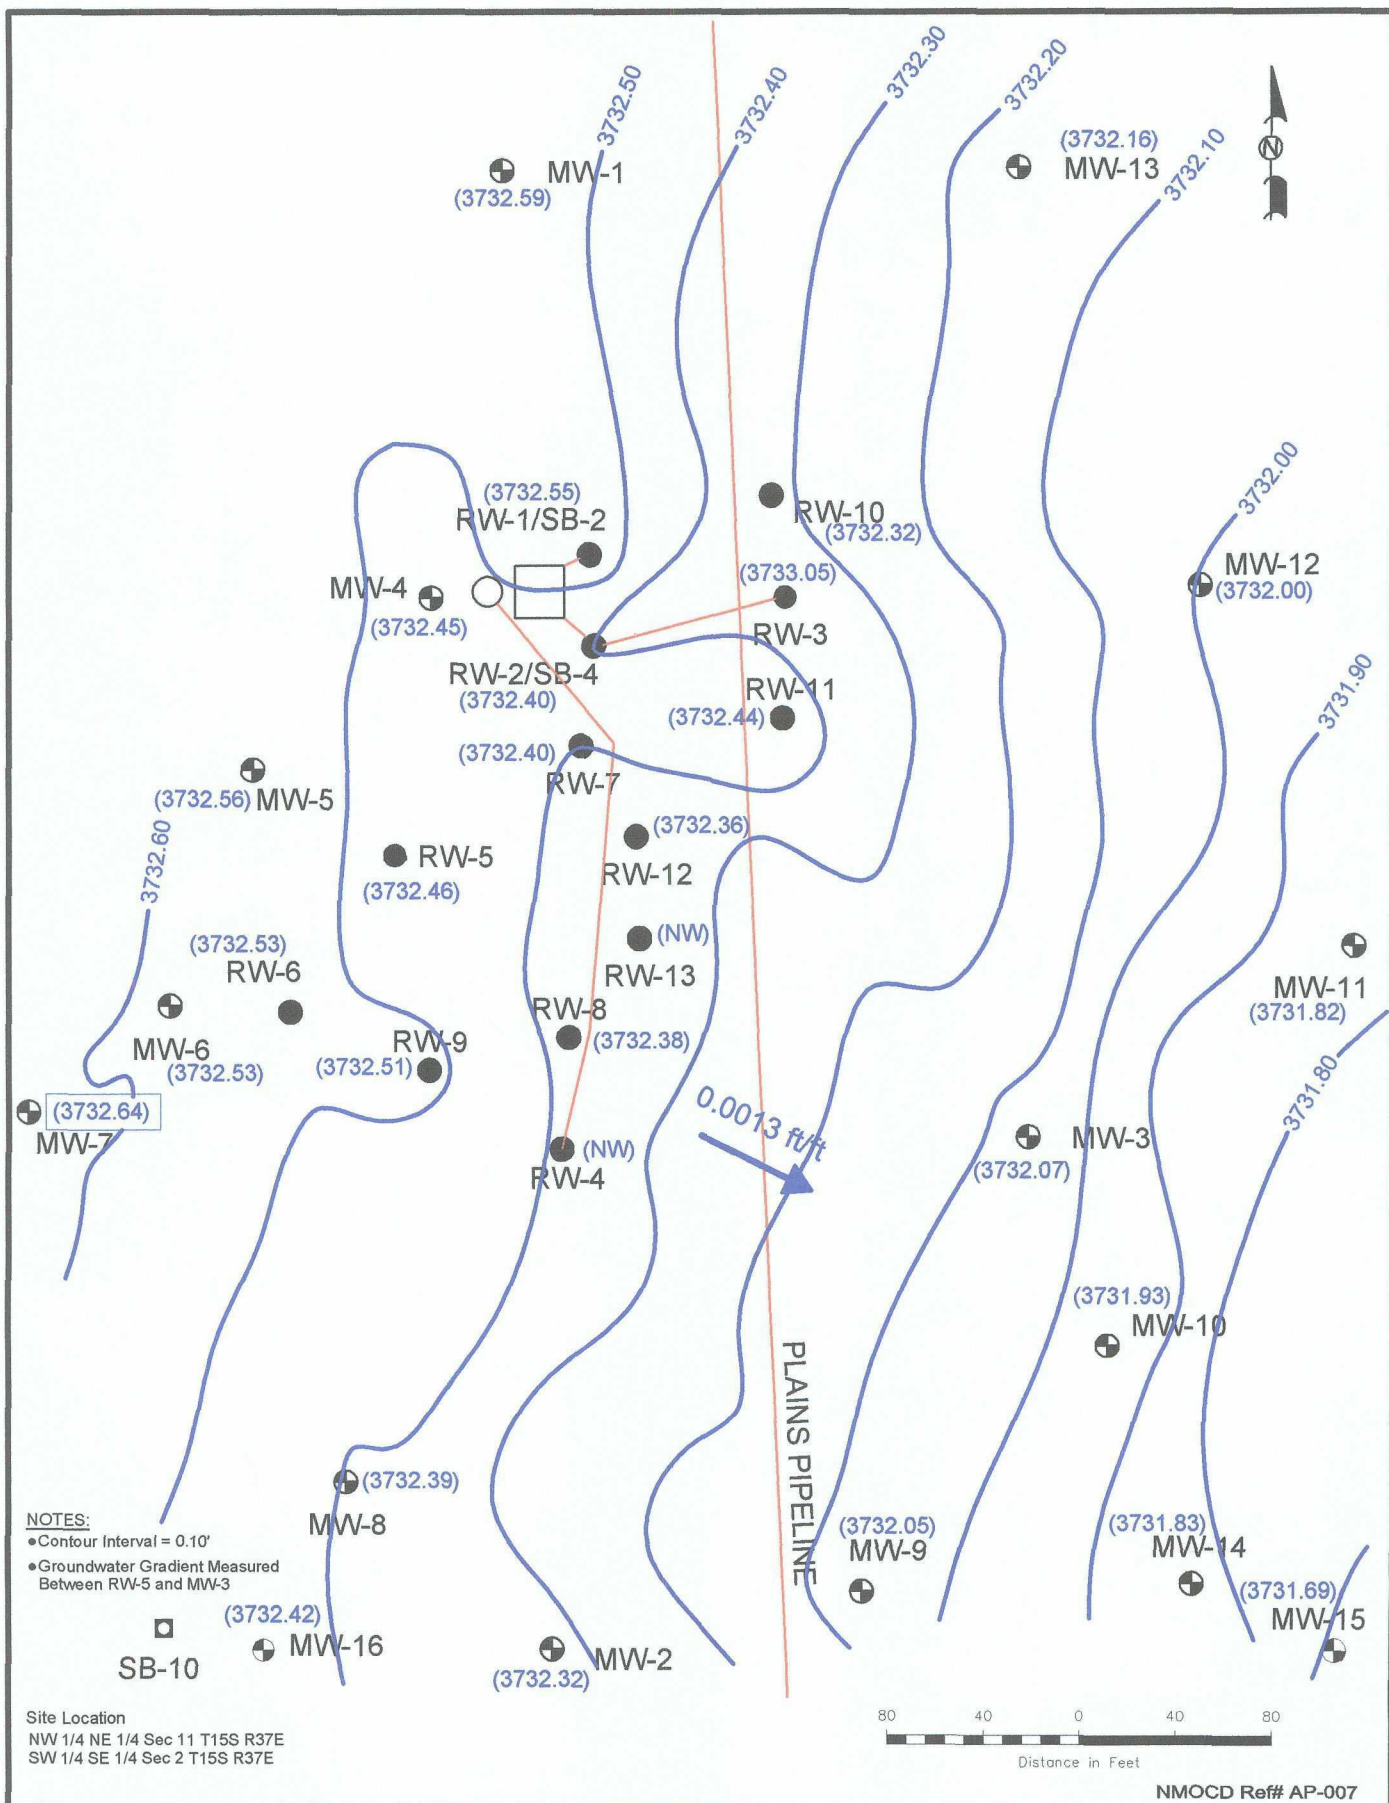 3732.50
3732.40
3732.30
3732.20
3732.10
(3732.16)
MW-13
N
MW-1
(3732.59)
(3732.55)
RW-1/SB-2
RW-10
(3732.32)
3732.00
MW-12
(3732.00)
MW-4
(3732.45)
(3733.05)
RW-3
RW-2/SB-4
(3732.40)
RW-11
(3732.44)
(3732.40)
RW-7
3731.90
(3732.56)
MW-5
3732.60
RW-5
(3732.46)
(3732.36)
RW-12
(3732.53)
RW-6
(NW)
RW-13
MW-11
(3731.82)
MW-6
(3732.53)
RW-8
(3732.38)
RW-9
(3732.51)
3731.80
(3732.64)
MW-7
0.0013 ft/ft
MW-3
(3732.07)
(NW)
RW-4
(3731.93)
MW-10
PLAINS PIPELINE
(3732.39)
MW-8
(3732.05)
MW-9
(3731.83)
MW-14
(3731.69)
MW-15
NOTES:
●Contour Interval = 0.10'
●Groundwater Gradient Measured
Between RW-5 and MW-3
SB-10
(3732.42)
MW-16
MW-2
(3732.32)
Site Location
NW 1/4 NE 1/4 Sec 11 T15S R37E
SW 1/4 SE 1/4 Sec 2 T15S R37E
80 40 0 40 80
Distance in Feet
NMOCD Ref# AP-007